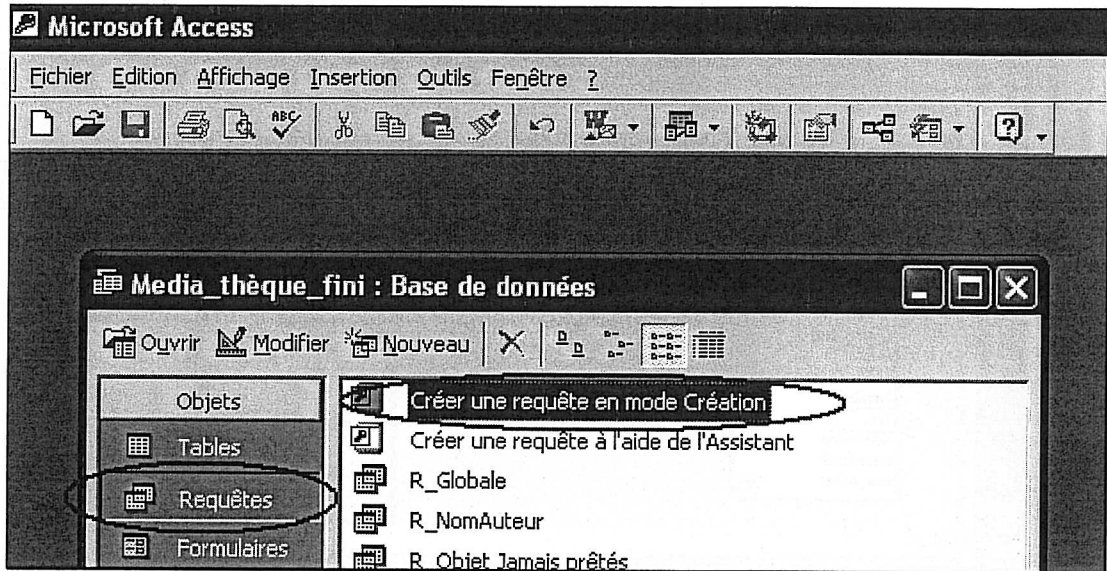 Microsoft Access
Fichier Edition Affichage Insertion Outils Fenêtre ?
ABC
Media_thèque_fini : Base de données
Ouvrir Modifier Nouveau
Objets
Créer une requête en mode Création
Tables
Créer une requête à l'aide de l'Assistant
Requêtes
R_Globale
R_NomAuteur
Formulaires
R_Objet Jamais prêtés